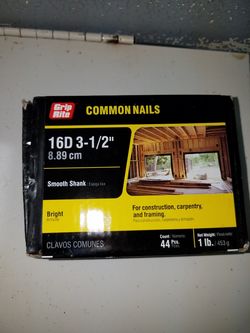 Grip Rite
COMMON NAILS
16D 3-1/2"
8.89 cm
Smooth Shank
Bright
For construction, carpentry,
and framing.
Count:
44 Pcs.
Net Weight:
1 lb. / 453 g
CLAVOS COMUNES